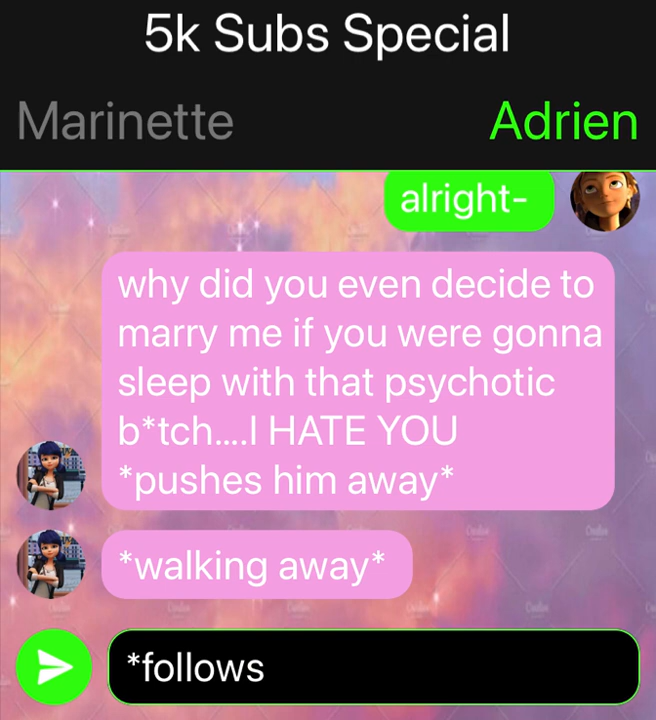 5k Subs Special
Marinette Adrien
alright-
why did you even decide to
marry me if you were gonna
sleep with that psychotic
b*tch....I HATE YOU
*pushes him away*
*walking away*
*follows